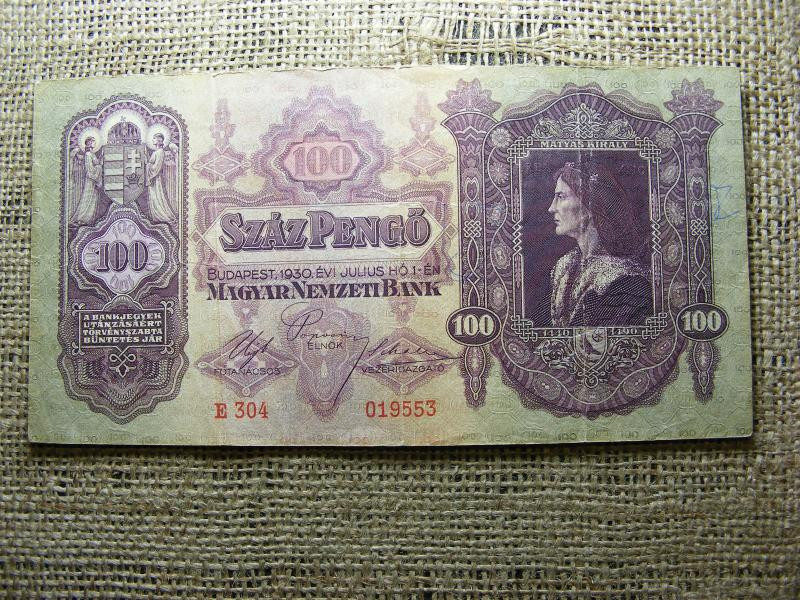 100
A BANKJEGYEK
UTÁNZÁSÁÉRT
TÖRVÉNYSZABTA
BÜNTETÉS JÁR
100
SZÁZ PENGŐ
BUDAPEST, 1930. ÉVI JULIUS HÓ 1-ÉN
MAGYAR NEMZETI BANK
ELNÖK
FŐTANÁCSOS
VEZÉRIGAZGATÓ
E 304
019553
MÁTYÁS KIRÁLY
100
1440 1490
100